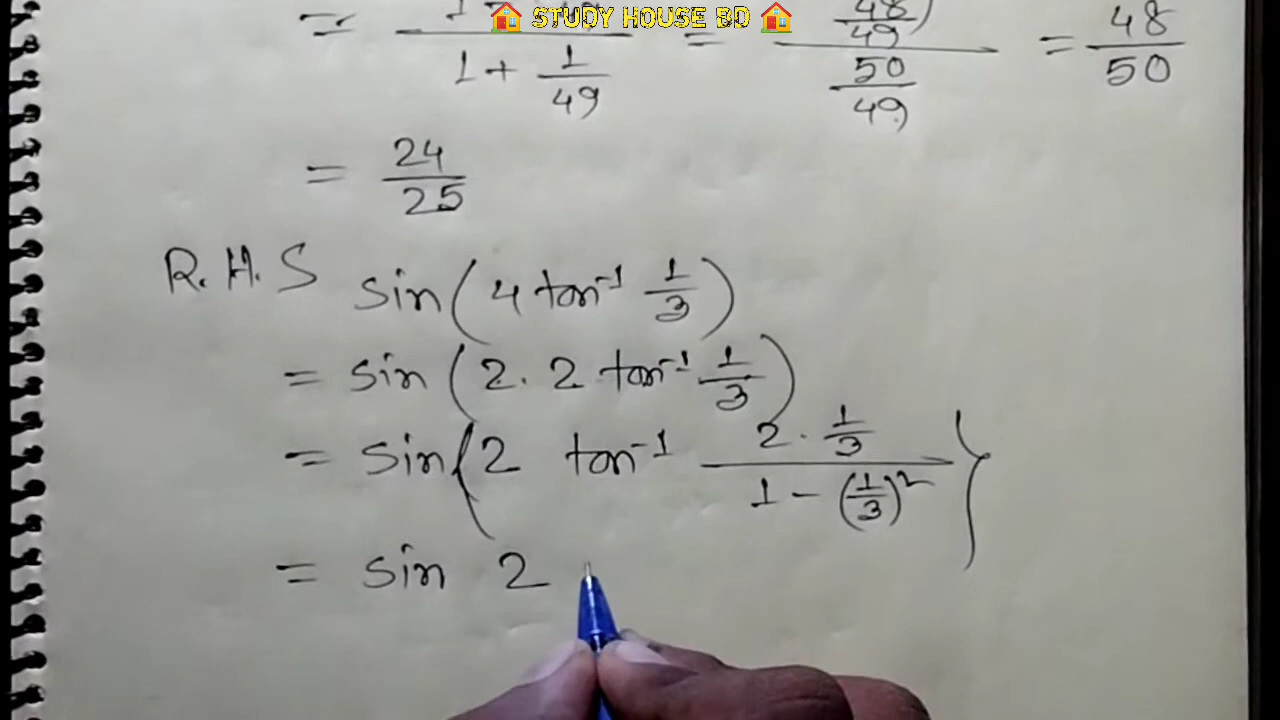 🏠 STUDY HOUSE BD 🏠
= / (1 + 1/49) = (48/49) / (50/49) = 48/50
= 24/25
R.H.S sin(4 tan⁻¹ 1/3)
= sin(2. 2 tan⁻¹ 1/3)
= sin{2 tan⁻¹ (2 · 1/3) / (1 - (1/3)²)}
= sin 2